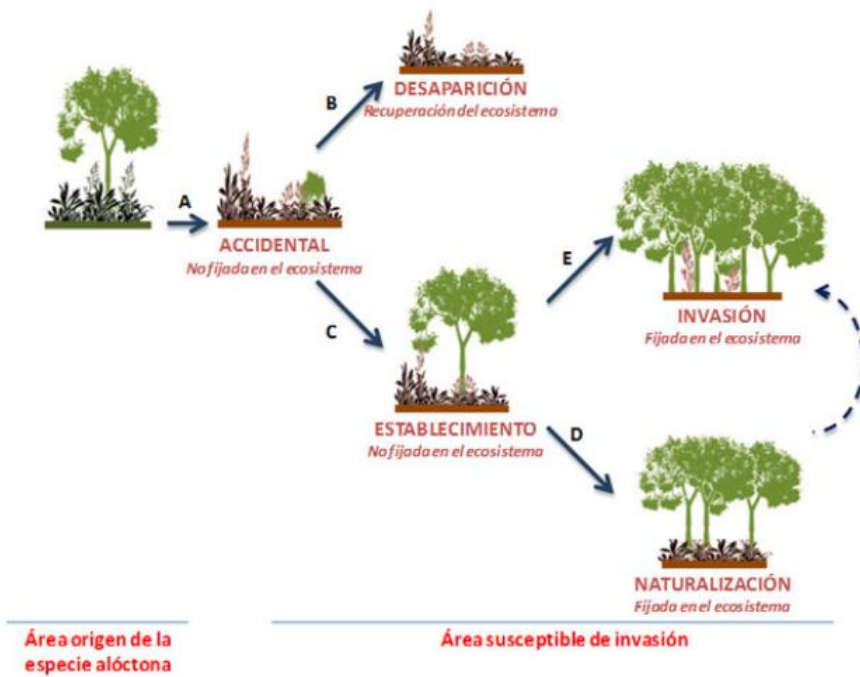 DESAPARICIÓN
Recuperación del ecosistema
B
A
ACCIDENTAL
No fijada en el ecosistema
E
INVASIÓN
Fijada en el ecosistema
C
ESTABLECIMIENTO
No fijada en el ecosistema
D
NATURALIZACIÓN
Fijada en el ecosistema
Área origen de la
especie alóctona
Área susceptible de invasión